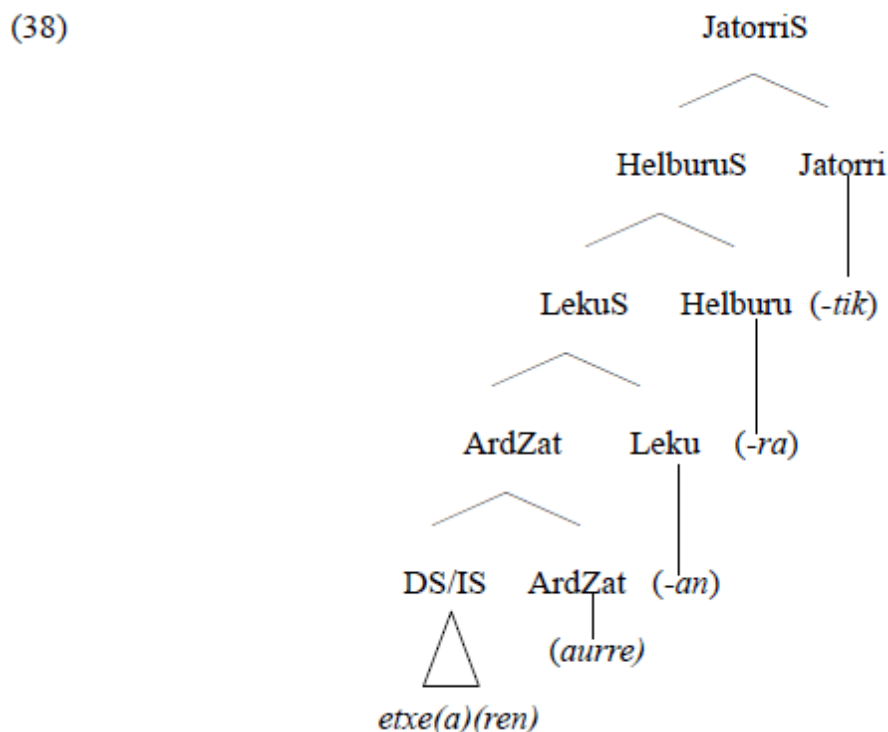 (38) JatorriS
HelburuS Jatorri
LekuS Helburu (-tik)
ArdZat Leku (-ra)
DS/IS ArdZat (-an)
(aurre)
etxe(a)(ren)